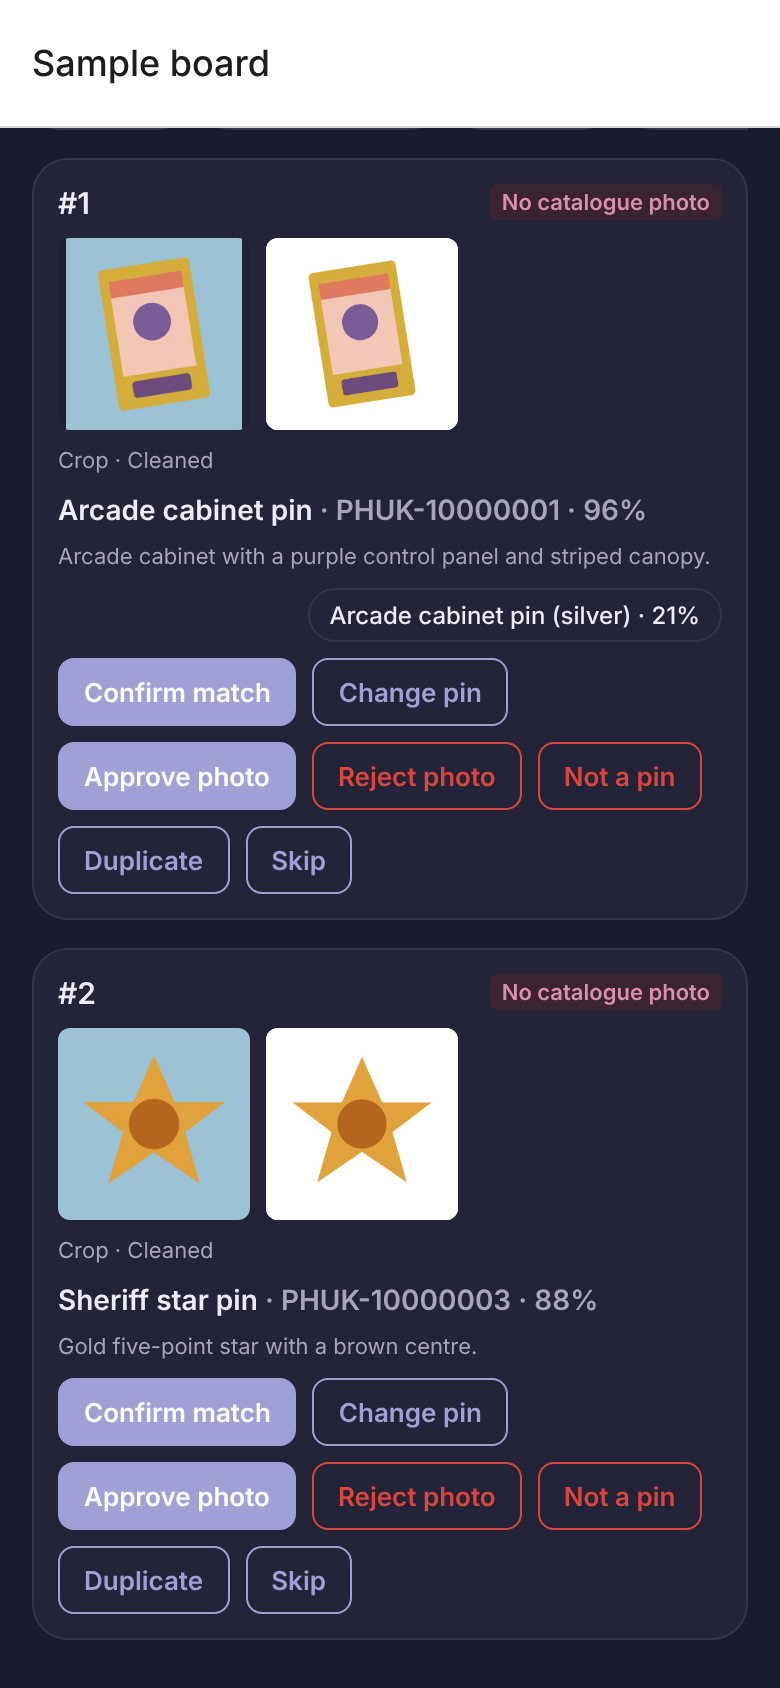 Sample board
#1
No catalogue photo
Crop · Cleaned
Arcade cabinet pin · PHUK-10000001 · 96%
Arcade cabinet with a purple control panel and striped canopy.
Arcade cabinet pin (silver) · 21%
Confirm match
Change pin
Approve photo
Reject photo
Not a pin
Duplicate
Skip
#2
No catalogue photo
Crop · Cleaned
Sheriff star pin · PHUK-10000003 · 88%
Gold five-point star with a brown centre.
Confirm match
Change pin
Approve photo
Reject photo
Not a pin
Duplicate
Skip